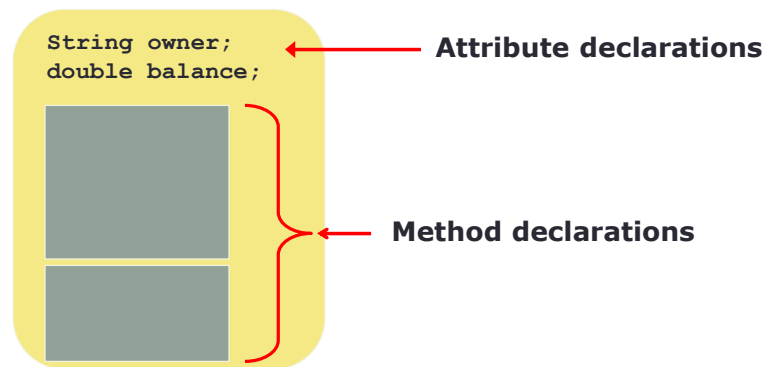 String owner;
double balance;
Attribute declarations
Method declarations